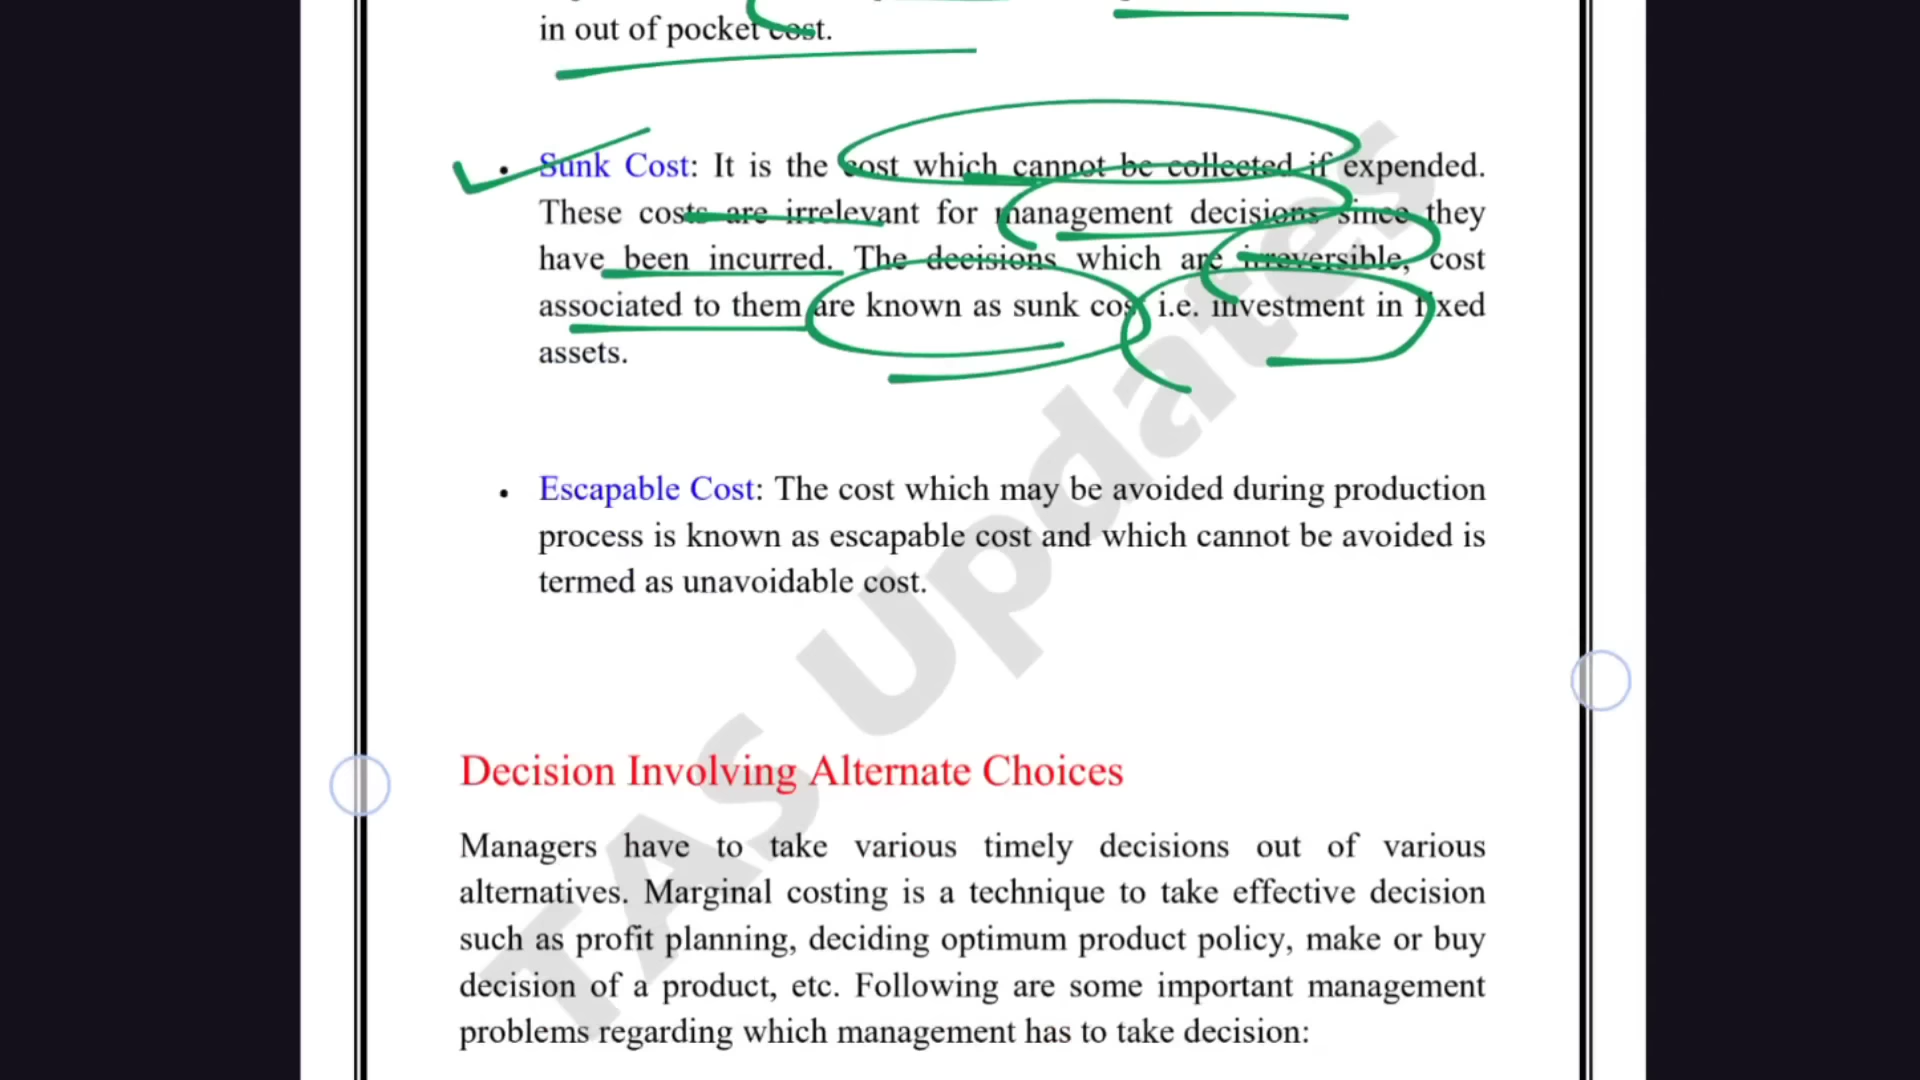 in out of pocket cost.
• Sunk Cost: It is the cost which cannot be collected if expended.
These costs are irrelevant for management decisions since they
have been incurred. The decisions which are irreversible, cost
associated to them are known as sunk cost i.e. investment in fixed
assets.
• Escapable Cost: The cost which may be avoided during production
process is known as escapable cost and which cannot be avoided is
termed as unavoidable cost.
Decision Involving Alternate Choices
Managers have to take various timely decisions out of various
alternatives. Marginal costing is a technique to take effective decision
such as profit planning, deciding optimum product policy, make or buy
decision of a product, etc. Following are some important management
problems regarding which management has to take decision:
TAS Updates